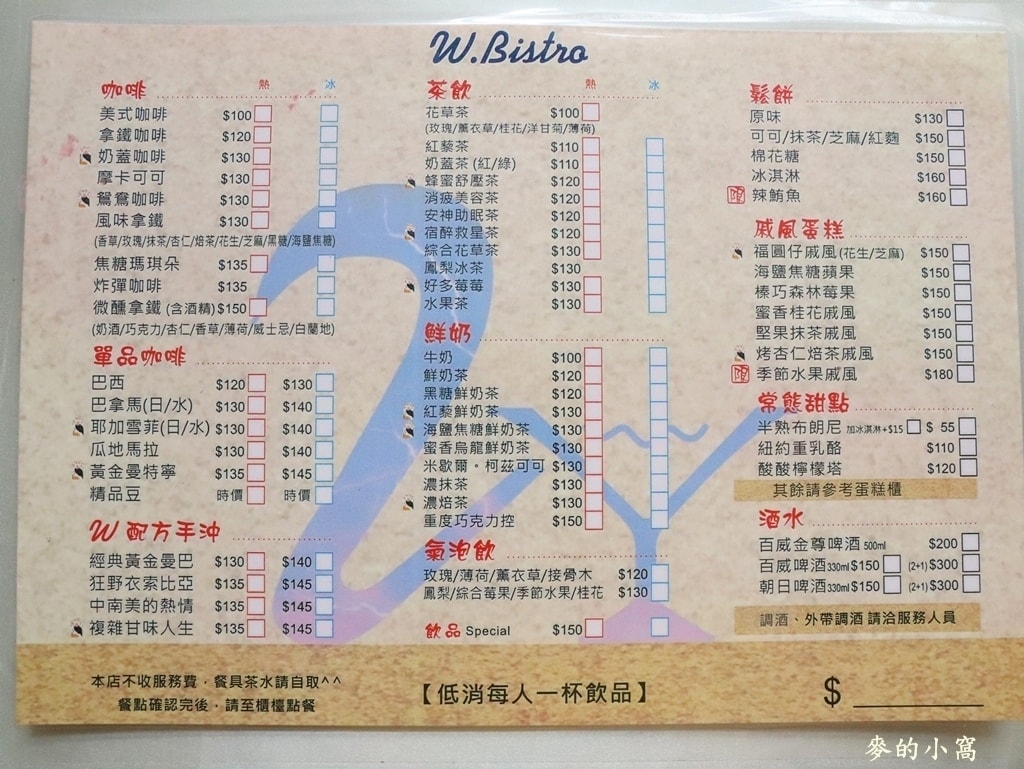 W.Bistro
咖啡 熱 冰
美式咖啡 $100
拿鐵咖啡 $120
奶蓋咖啡 $130
摩卡可可 $130
鴛鴦咖啡 $130
風味拿鐵 $130
(香草/玫瑰/抹茶/杏仁/焙茶/花生/芝麻/黑糖/海鹽焦糖)
焦糖瑪琪朵 $135
炸彈咖啡 $135
微醺拿鐵 (含酒精) $150
(奶酒/巧克力/杏仁/香草/薄荷/威士忌/白蘭地)
單品咖啡
巴西 $120 $130
巴拿馬(日/水) $130 $140
耶加雪菲(日/水) $130 $140
瓜地馬拉 $130 $140
黃金曼特寧 $135 $145
精品豆 時價 時價
W 配方手沖
經典黃金曼巴 $130 $140
狂野衣索比亞 $135 $145
中南美的熱情 $135 $145
複雜甘味人生 $135 $145
茶飲 熱 冰
花草茶 $100
(玫瑰/薰衣草/桂花/洋甘菊/薄荷)
紅藜茶 $110
奶蓋茶 (紅/綠) $110
蜂蜜舒壓茶 $120
消疲美容茶 $120
安神助眠茶 $120
宿醉救星茶 $130
綜合花草茶 $130
鳳梨冰茶 $130
好多莓莓 $130
水果茶 $130
鮮奶
牛奶 $100
鮮奶茶 $120
黑糖鮮奶茶 $130
紅藜鮮奶茶 $130
海鹽焦糖鮮奶茶 $130
蜜香烏龍鮮奶茶 $130
米歇爾。柯茲可可 $130
濃抹茶 $130
濃焙茶 $130
重度巧克力控 $150
氣泡飲
玫瑰/薄荷/薰衣草/接骨木 $120
鳳梨/綜合莓果/季節水果/桂花 $130
飲品 Special $150
鬆餅
原味 $130
可可/抹茶/芝麻/紅麴 $150
棉花糖 $150
冰淇淋 $160
限 辣鮪魚 $160
戚風蛋糕
福圓仔戚風 (花生/芝麻) $150
海鹽焦糖蘋果 $150
榛巧森林莓果 $150
蜜香桂花戚風 $150
堅果抹茶戚風 $150
烤杏仁焙茶戚風 $150
限 季節水果戚風 $180
常態甜點
半熟布朗尼 加冰淇淋+$15 $ 55
紐約重乳酪 $110
酸酸檸檬塔 $120
其餘請參考蛋糕櫃
酒水
百威金尊啤酒 500ml $200
百威啤酒 330ml $150 (2+1) $300
朝日啤酒 330ml $150 (2+1) $300
調酒、外帶調酒 請洽服務人員
本店不收服務費，餐具茶水請自取^^
餐點確認完後，請至櫃檯點餐
【低消每人一杯飲品】
$
麥的小窩